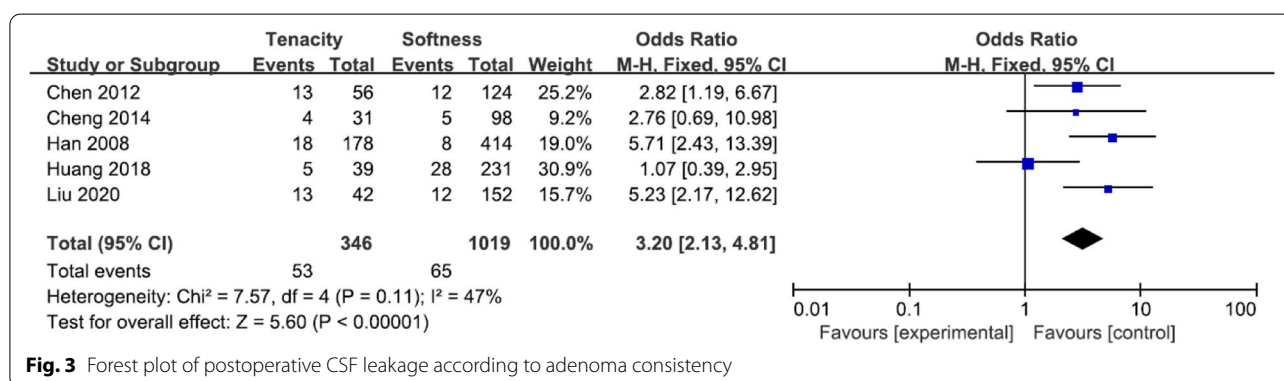 Tenacity Softness Odds Ratio Odds Ratio
Study or Subgroup Events Total Events Total Weight M-H, Fixed, 95% CI M-H, Fixed, 95% CI
Chen 2012 13 56 12 124 25.2% 2.82 [1.19, 6.67]
Cheng 2014 4 31 5 98 9.2% 2.76 [0.69, 10.98]
Han 2008 18 178 8 414 19.0% 5.71 [2.43, 13.39]
Huang 2018 5 39 28 231 30.9% 1.07 [0.39, 2.95]
Liu 2020 13 42 12 152 15.7% 5.23 [2.17, 12.62]
Total (95% CI) 346 1019 100.0% 3.20 [2.13, 4.81]
Total events 53 65
Heterogeneity: Chi² = 7.57, df = 4 (P = 0.11); I² = 47%
Test for overall effect: Z = 5.60 (P < 0.00001)
0.01 0.1 1 10 100
Favours [experimental] Favours [control]
Fig. 3 Forest plot of postoperative CSF leakage according to adenoma consistency